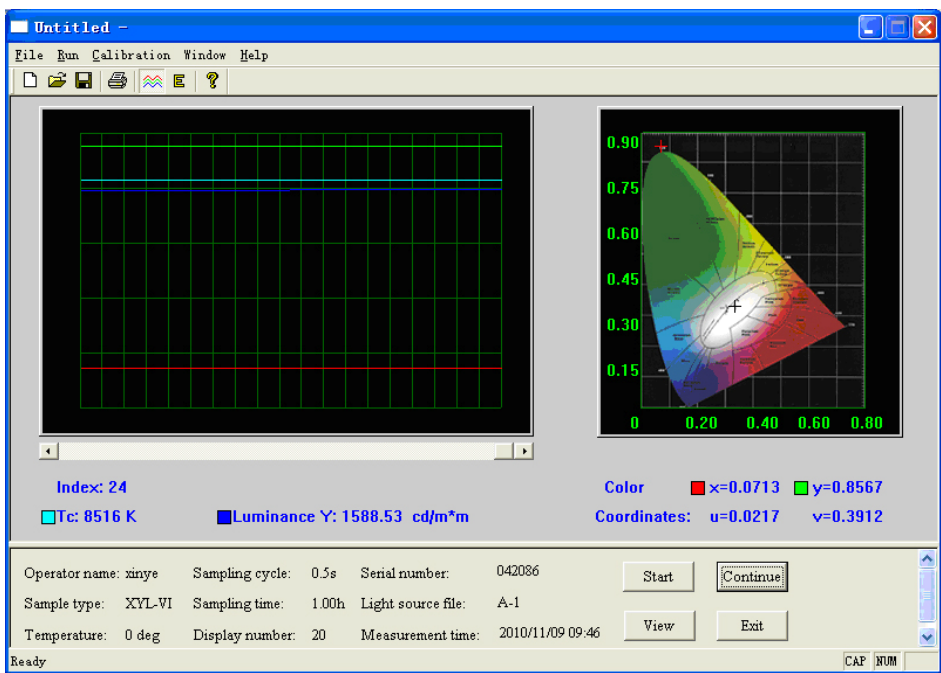 Untitled -
File Run Calibration Window Help
E ?
0.90
0.75
0.60
0.45
0.30
0.15
0 0.20 0.40 0.60 0.80
Index: 24
Color x=0.0713 y=0.8567
Tc: 8516 K Luminance Y: 1588.53 cd/m*m
Coordinates: u=0.0217 v=0.3912
Operator name: xinye Sampling cycle: 0.5s Serial number: 042086 Start Continue
Sample type: XYL-VI Sampling time: 1.00h Light source file: A-1
Temperature: 0 deg Display number: 20 Measurement time: 2010/11/09 09:46 View Exit
Ready CAP NUM